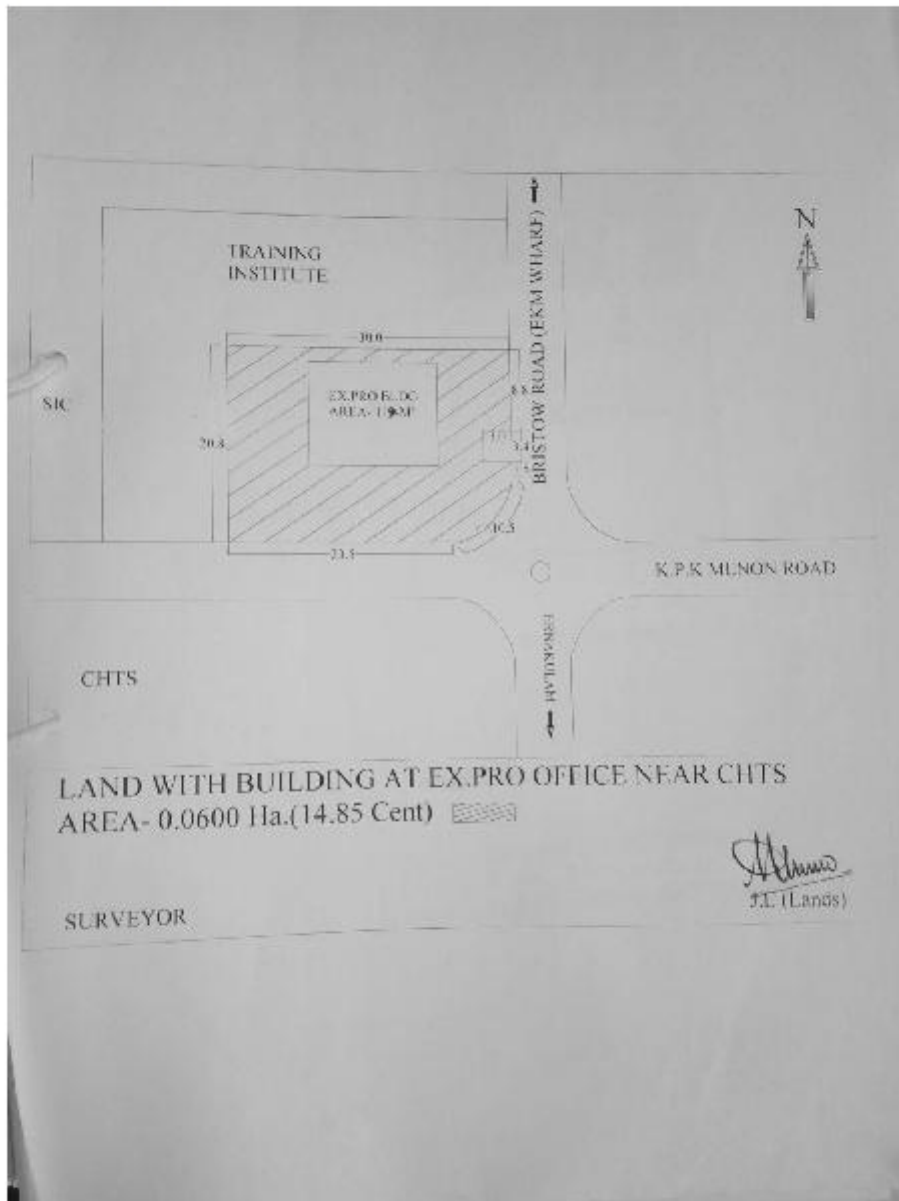 N
TRAINING
INSTITUTE
BRISTOW ROAD (EKM WHARF)
30.0
EX.PRO BLDG
8.8
SIC
20.8
3.4
10.5
23.5
K.P.K MENON ROAD
ERNAKULAM
CHTS
LAND WITH BUILDING AT EX.PRO OFFICE NEAR CHTS
AREA- 0.0600 Ha.(14.85 Cent)
SURVEYOR
(Lands)